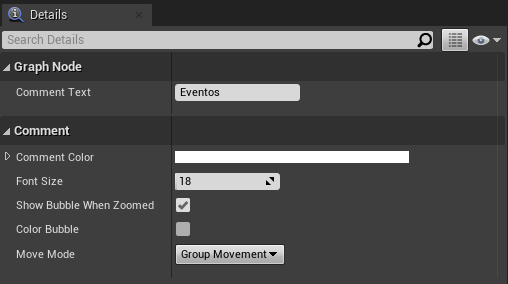 Details
Search Details
Graph Node
Comment Text
Eventos
Comment
Comment Color
Font Size
18
Show Bubble When Zoomed
Color Bubble
Move Mode
Group Movement